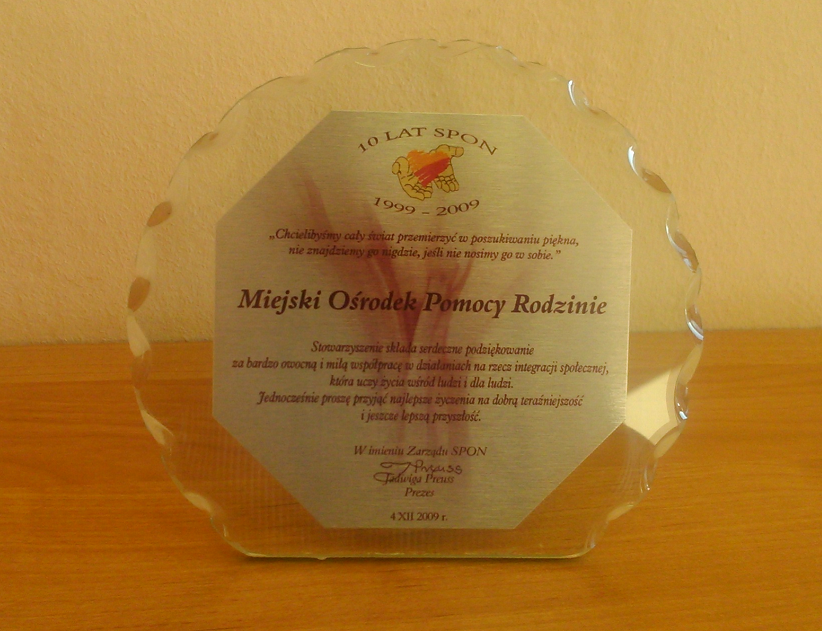 10 LAT SPON
1999 - 2009
„Chcielibyśmy cały świat przemierzyć w poszukiwaniu piękna,
nie znajdziemy go nigdzie, jeśli nie nosimy go w sobie.”
Miejski Ośrodek Pomocy Rodzinie
Stowarzyszenie składa serdeczne podziękowanie
za bardzo owocną i miłą współpracę w działaniach na rzecz integracji społecznej,
która uczy życia wśród ludzi i dla ludzi.
Jednocześnie proszę przyjąć najlepsze życzenia na dobrą teraźniejszość
i jeszcze lepszą przyszłość.
W imieniu Zarządu SPON
J Preuss
Jadwiga Preuss
Prezes
4 XII 2009 r.